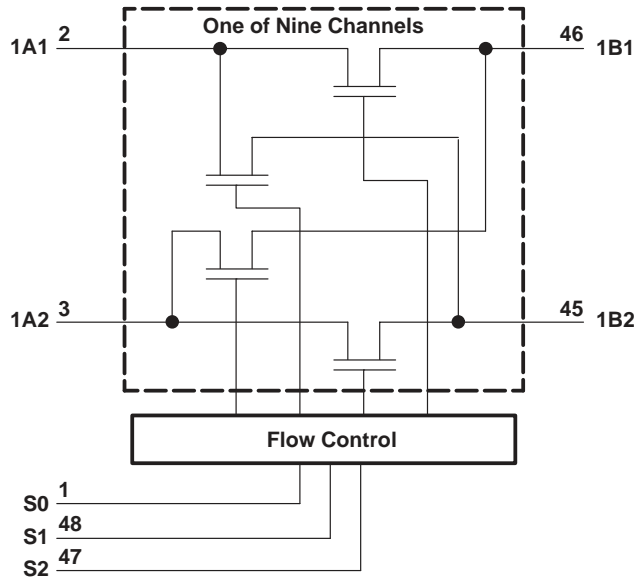 One of Nine Channels
1A1 2
46 1B1
1A2 3
45 1B2
Flow Control
S0 1
S1 48
S2 47